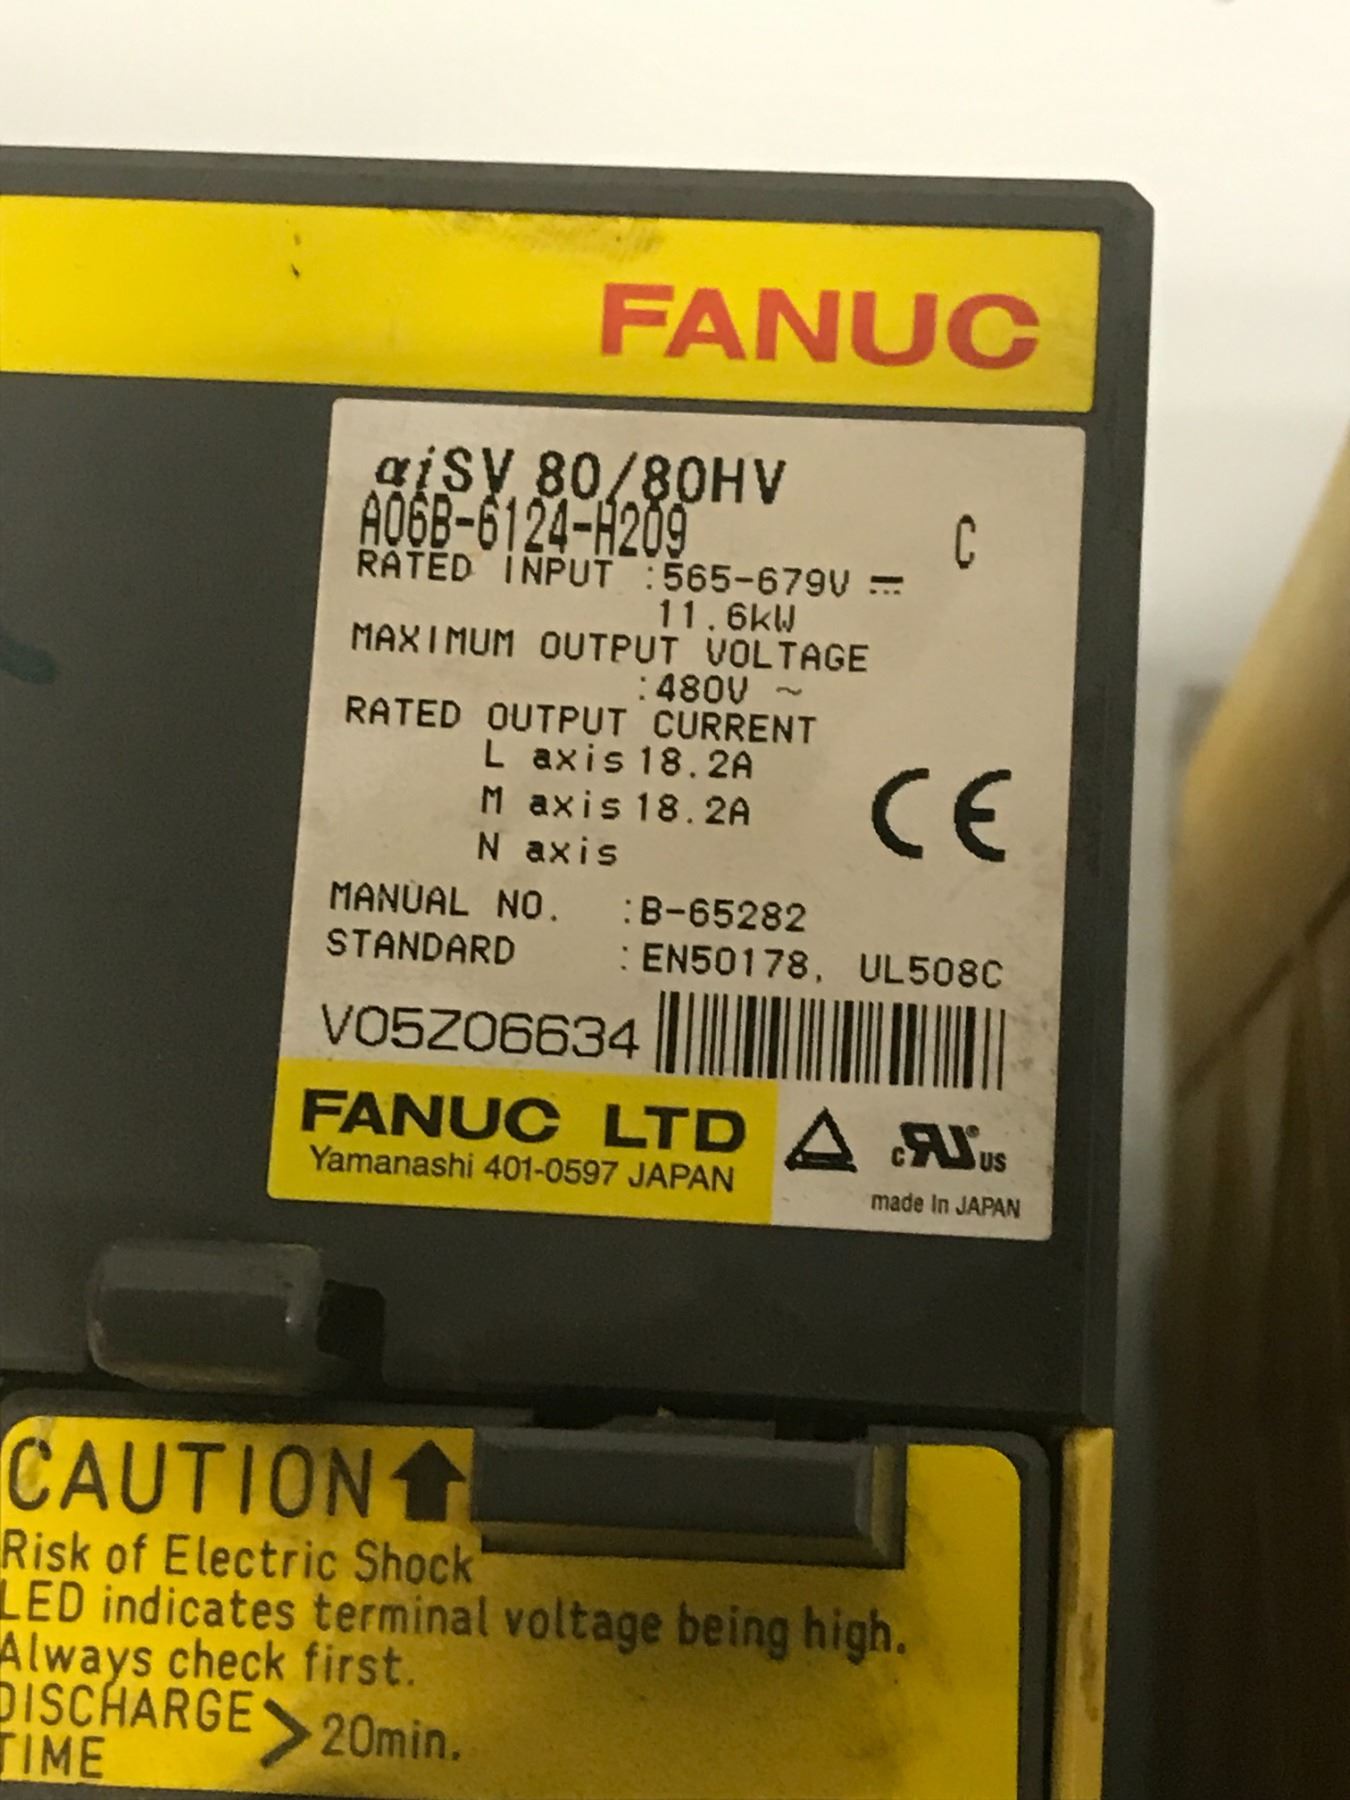 FANUC
αiSV 80/80HV
A06B-6124-H209 C
RATED INPUT :565-679V ⎓
11.6kW
MAXIMUM OUTPUT VOLTAGE
:480V ~
RATED OUTPUT CURRENT
L axis 18.2A
M axis 18.2A
N axis
CE
MANUAL NO. :B-65282
STANDARD :EN50178, UL508C
V05Z06634
FANUC LTD
Yamanashi 401-0597 JAPAN
c RU US
made In JAPAN
CAUTION
Risk of Electric Shock
LED indicates terminal voltage being high.
Always check first.
DISCHARGE
TIME > 20min.